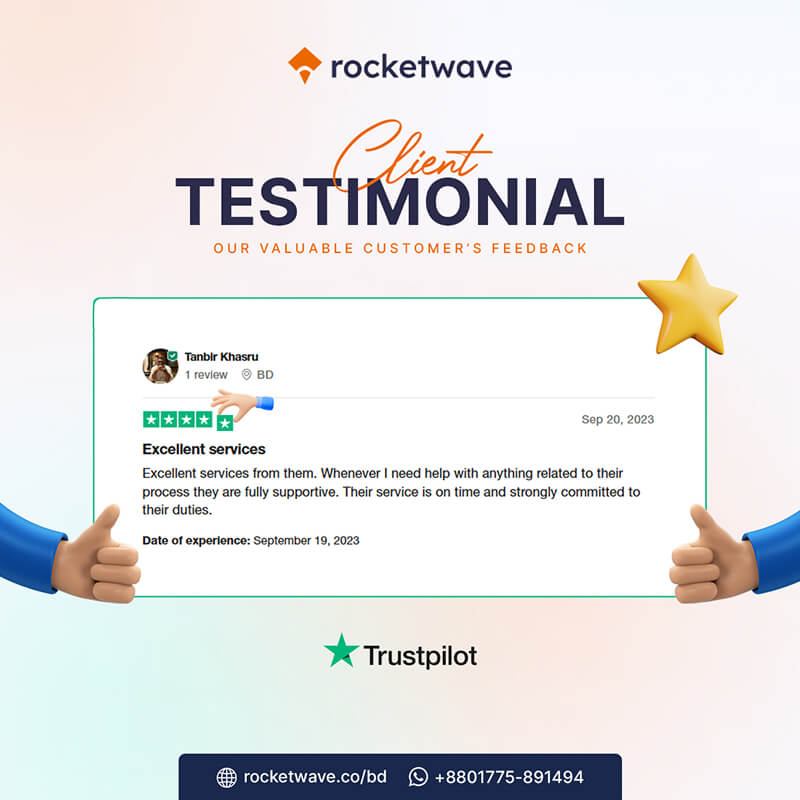 rocketwave
Client
TESTIMONIAL
OUR VALUABLE CUSTOMER'S FEEDBACK
Tanbir Khasru
1 review BD
Sep 20, 2023
Excellent services
Excellent services from them. Whenever I need help with anything related to their
process they are fully supportive. Their service is on time and strongly committed to
their duties.
Date of experience: September 19, 2023
Trustpilot
rocketwave.co/bd +8801775-891494